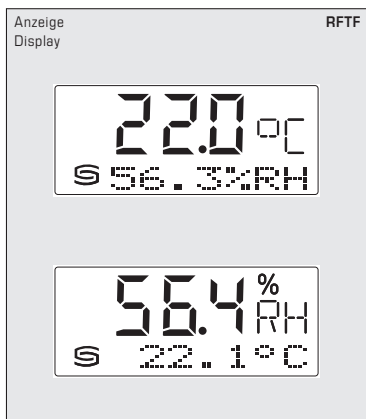 Anzeige RFTF
Display
22.0 °C
56.3%RH
56.4 % RH
22.1°C